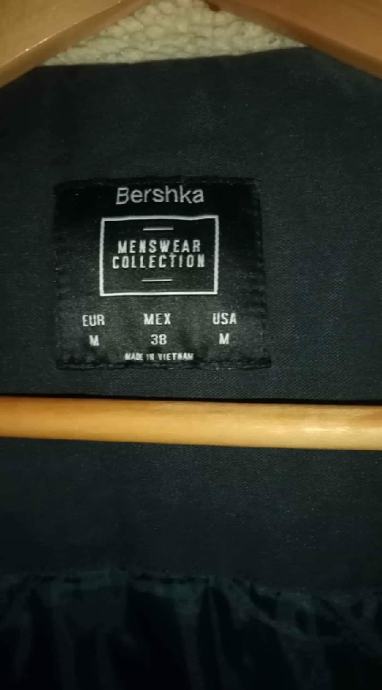 Bershka
MENSWEAR
COLLECTION
EUR MEX USA
M 38 M
MADE IN VIETNAM